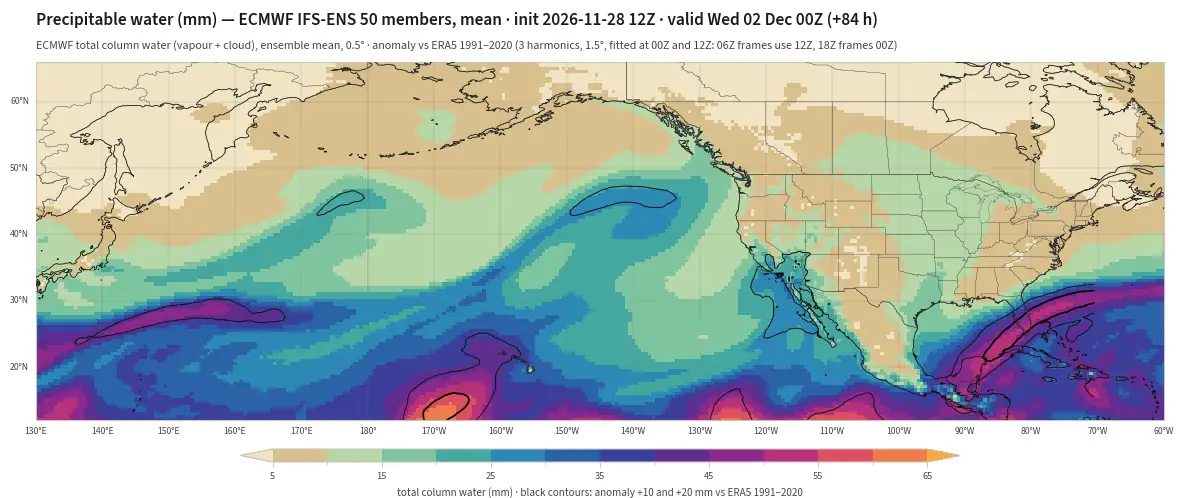 Precipitable water (mm) — ECMWF IFS-ENS 50 members, mean · init 2026-11-28 12Z · valid Wed 02 Dec 00Z (+84 h)
ECMWF total column water (vapour + cloud), ensemble mean, 0.5° · anomaly vs ERA5 1991–2020 (3 harmonics, 1.5°, fitted at 00Z and 12Z: 06Z frames use 12Z, 18Z frames 00Z)
60°N
50°N
40°N
30°N
20°N
130°E 140°E 150°E 160°E 170°E 180° 170°W 160°W 150°W 140°W 130°W 120°W 110°W 100°W 90°W 80°W 70°W 60°W
5 15 25 35 45 55 65
total column water (mm) · black contours: anomaly +10 and +20 mm vs ERA5 1991–2020